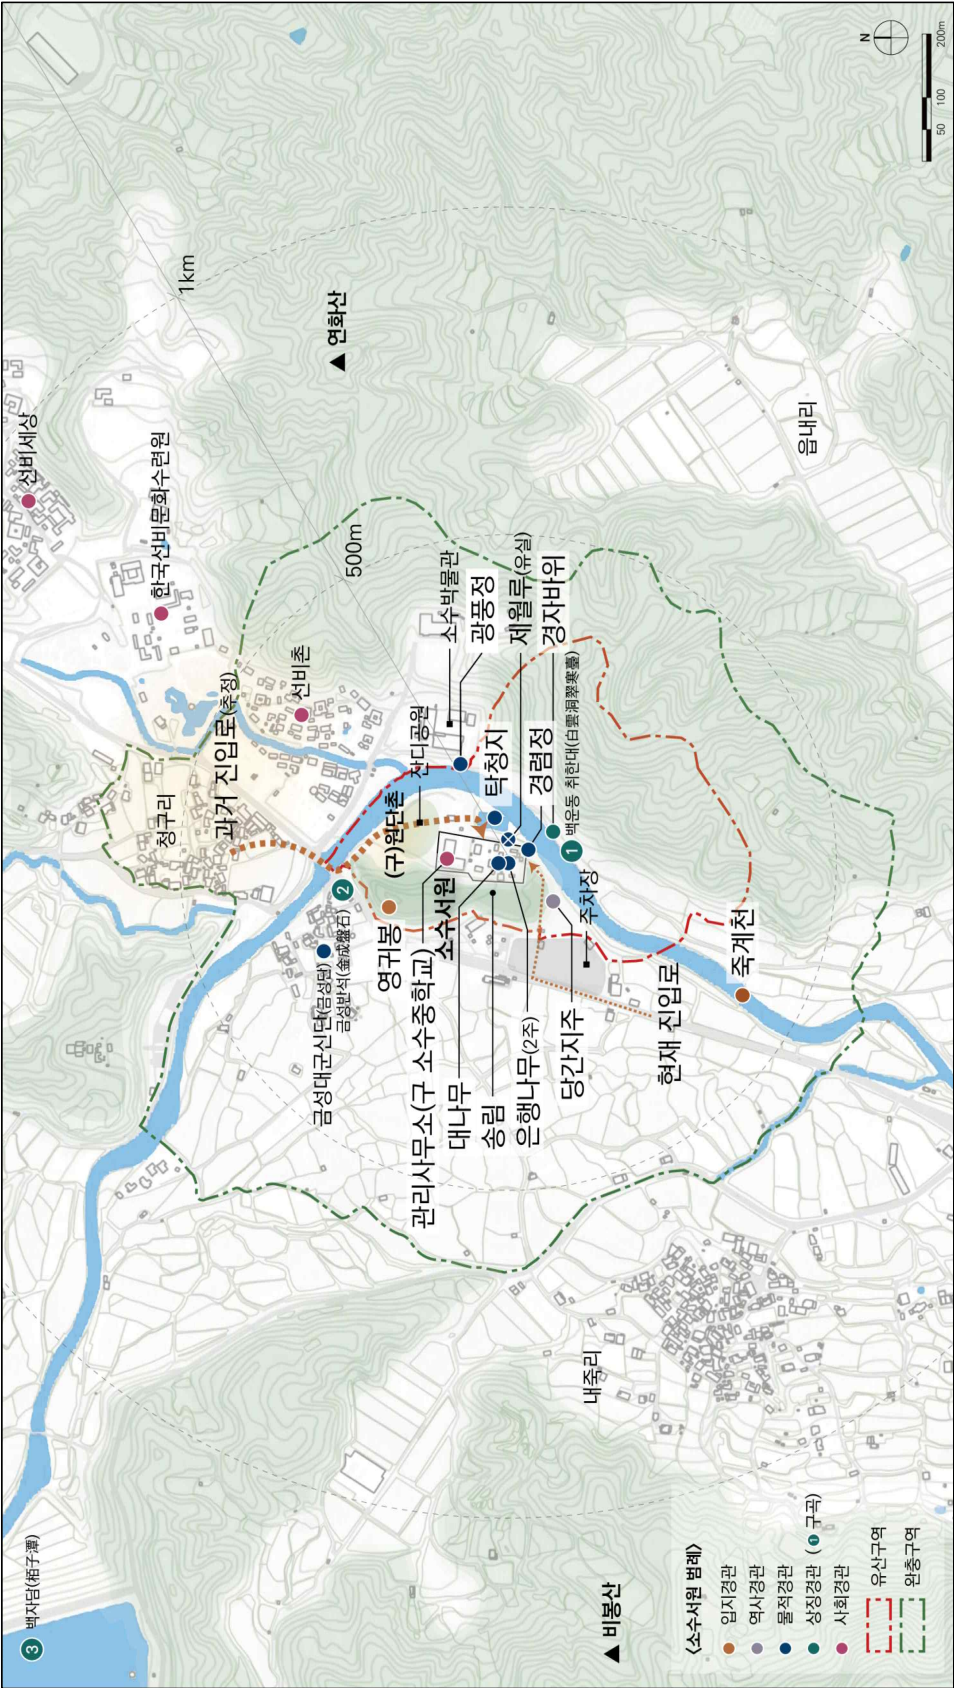 3 백자담(栢子潭)
선비세상
한국선비문화수련원
1km
▲ 연화산
500m
선비촌
청구리
과거 진입로(추정)
2
금성대군신단(금성단)
금성반석(金成盤石)
(구)원단촌
잔디공원
소수박물관
광풍정
제월루(유실)
경자바위
탁청지
경렴정
1 백운동 취한대(白雲洞翠寒臺)
영귀봉
관리사무소(구 소수중학교)
소수서원
대나무
송림
은행나무(2주)
당간지주
주차장
현재 진입로
죽계천
읍내리
내죽리
▲ 비봉산
<소수서원 범례>
입지경관
역사경관
물적경관
상징경관 (1 구곡)
사회경관
유산구역
완충구역
N
50 100 200m